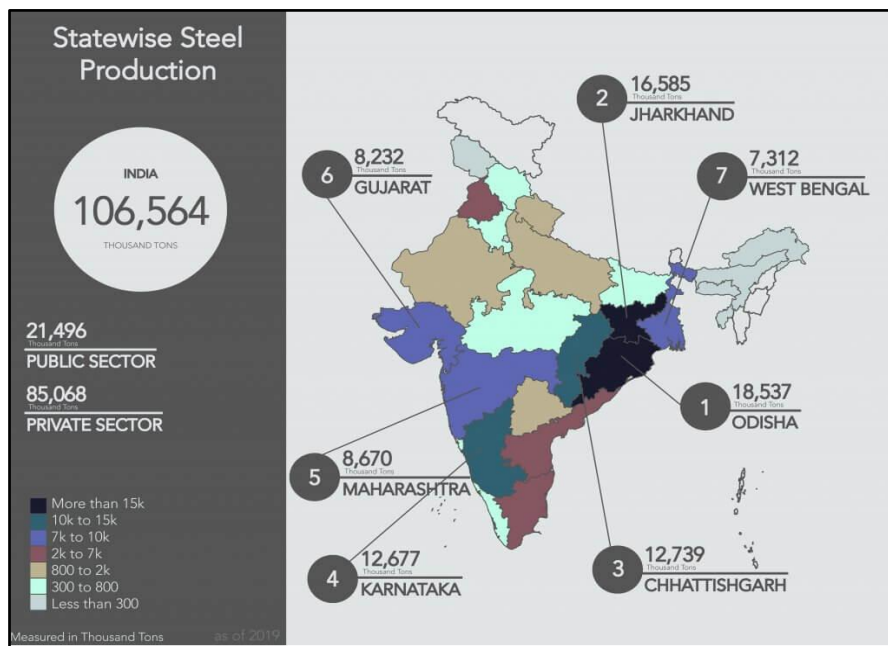 Statewise Steel
Production
INDIA
106,564
THOUSAND TONS
21,496
Thousand Tons
PUBLIC SECTOR
85,068
Thousand Tons
PRIVATE SECTOR
More than 15k
10k to 15k
7k to 10k
2k to 7k
800 to 2k
300 to 800
Less than 300
Measured in Thousand Tons
as of 2019
2
16,585
Thousand Tons
JHARKHAND
6
8,232
Thousand Tons
GUJARAT
7
7,312
Thousand Tons
WEST BENGAL
1
18,537
Thousand Tons
ODISHA
5
8,670
Thousand Tons
MAHARASHTRA
4
12,677
Thousand Tons
KARNATAKA
3
12,739
Thousand Tons
CHHATTISHGARH